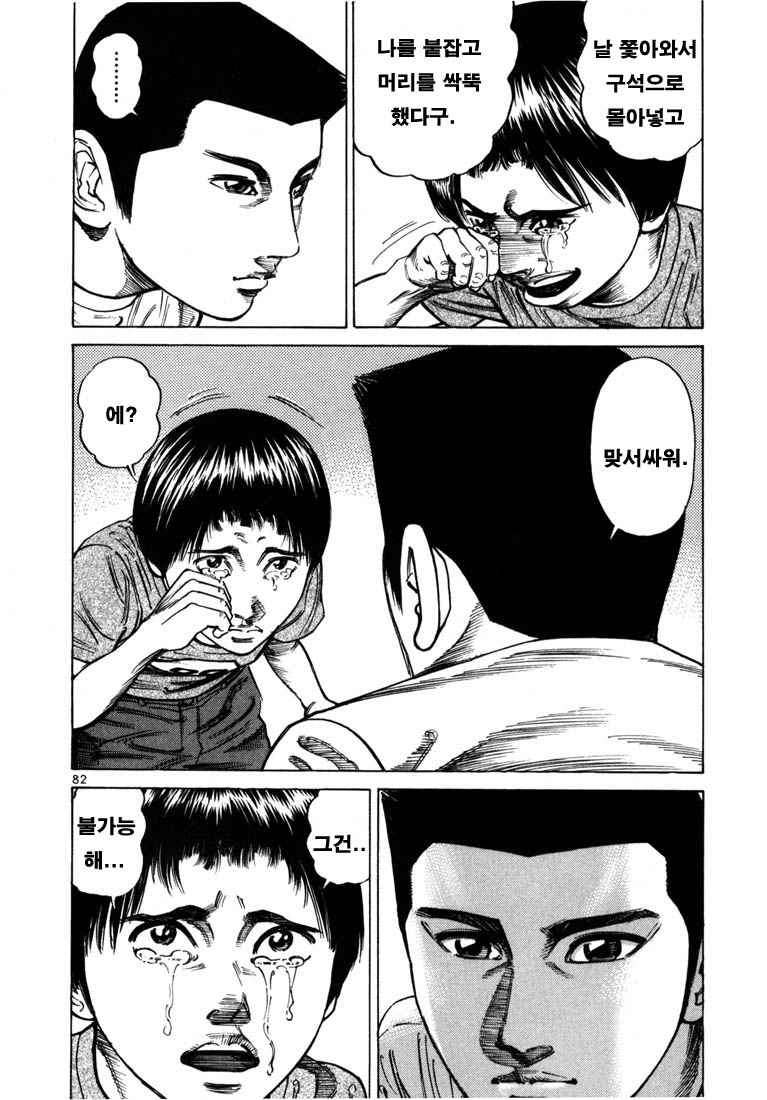 날 쫓아와서
구석으로
몰아넣고
나를 붙잡고
머리를 싹뚝
했다구.
………
맞서싸워.
에?
82
그건..
불가능
해...